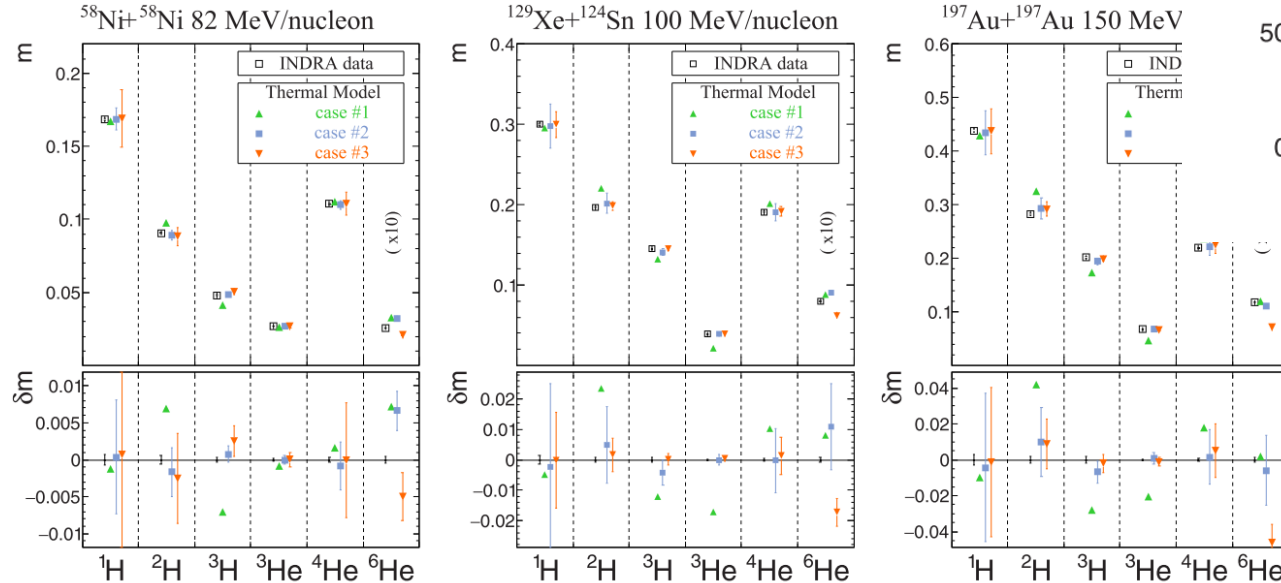 ⁵⁸Ni+⁵⁸Ni 82 MeV/nucleon
m
0.2
0.15
0.1
0.05
INDRA data
Thermal Model
case #1
case #2
case #3
( x10)
δm
0.01
0.005
0
−0.005
−0.01
¹H ²H ³H ³He ⁴He ⁶He
¹²⁹Xe+¹²⁴Sn 100 MeV/nucleon
m
0.4
0.3
0.2
0.1
INDRA data
Thermal Model
case #1
case #2
case #3
( x10)
δm
0.02
0.01
0
−0.01
−0.02
¹H ²H ³H ³He ⁴He ⁶He
¹⁹⁷Au+¹⁹⁷Au 150 MeV
m
0.6
0.5
0.4
0.3
0.2
0.1
IND
Therm
δm
0.04
0.02
0
−0.02
−0.04
¹H ²H ³H ³He ⁴He ⁶He
50
0